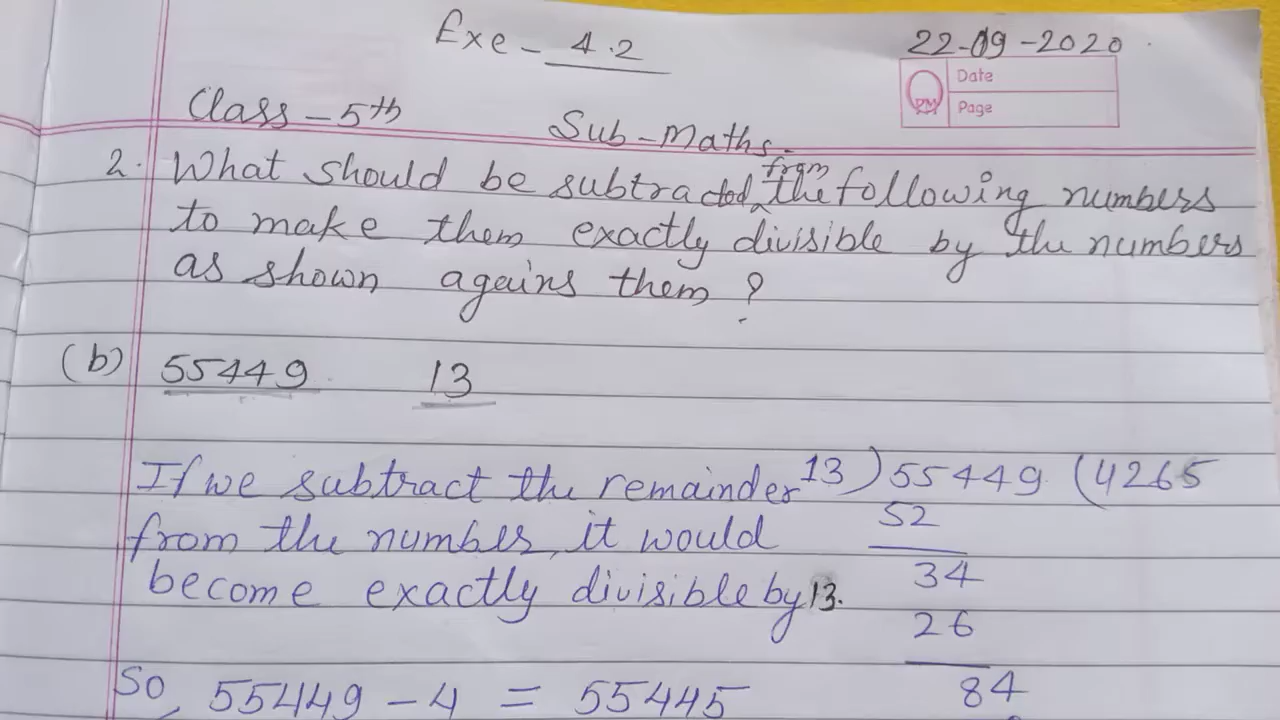 Exe - 4.2
22-09-2020
Date
Page
PM
Class - 5th
Sub - Maths -
2. What should be subtracted from the following numbers
to make them exactly divisible by the numbers
as shown agains them ?
(b) 55449 13
If we subtract the remainder
from the number, it would
become exactly divisible by 13.
So, 55449 - 4 = 55445
13 ) 55449 ( 4265
52
34
26
84